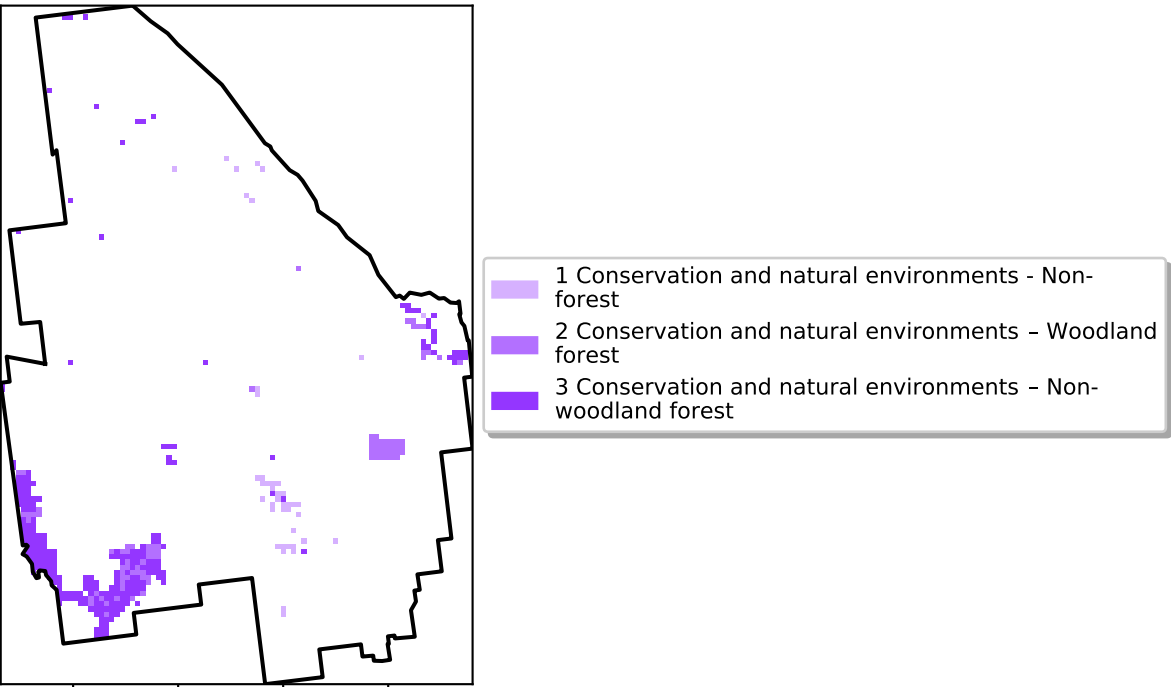 1 Conservation and natural environments - Non-
forest
2 Conservation and natural environments – Woodland
forest
3 Conservation and natural environments – Non-
woodland forest